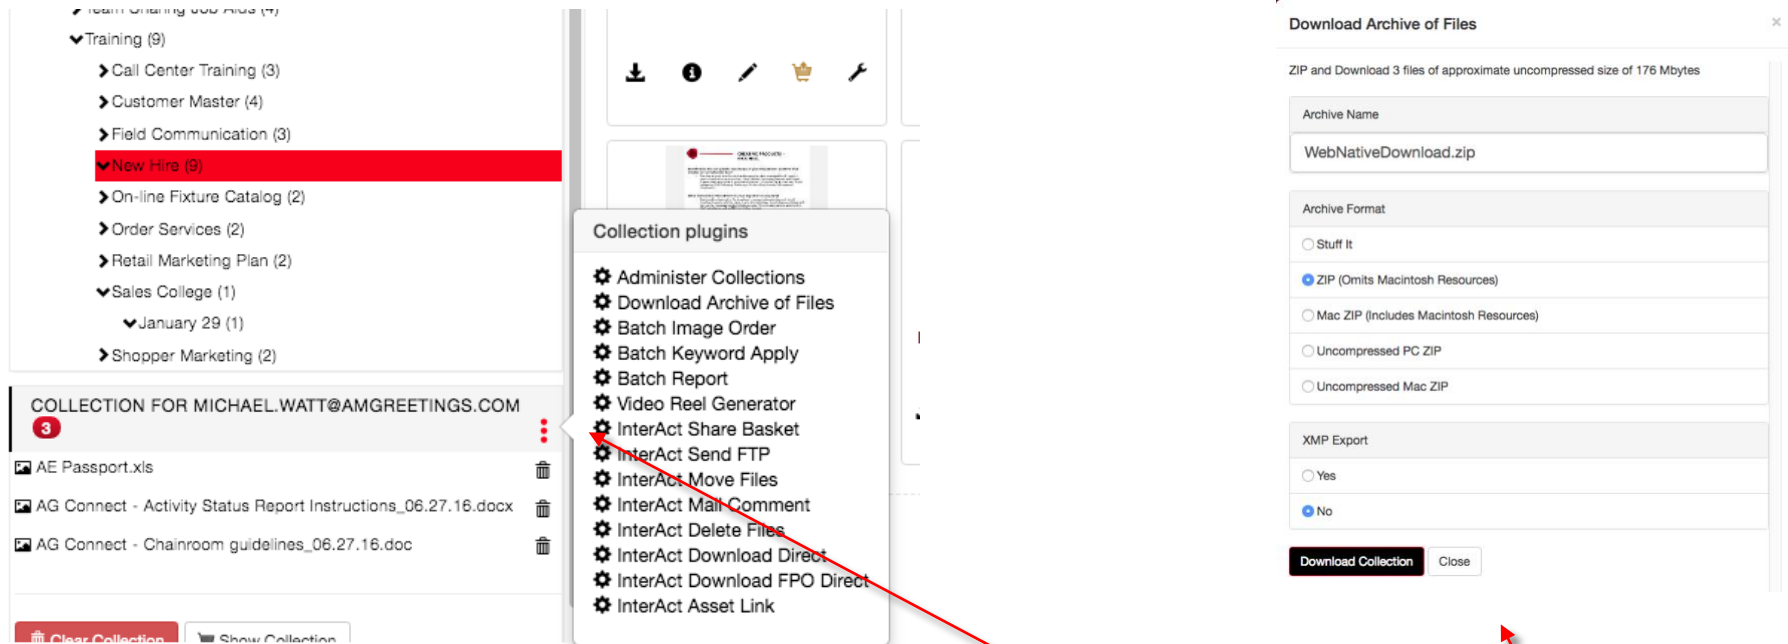 Team Sharing Job Aids (4)
Training (9)
Call Center Training (3)
Customer Master (4)
Field Communication (3)
New Hire (9)
On-line Fixture Catalog (2)
Order Services (2)
Retail Marketing Plan (2)
Sales College (1)
January 29 (1)
Shopper Marketing (2)
COLLECTION FOR MICHAEL.WATT@AMGREETINGS.COM
3
AE Passport.xls
AG Connect - Activity Status Report Instructions_06.27.16.docx
AG Connect - Chainroom guidelines_06.27.16.doc
Clear Collection
Show Collection
Collection plugins
Administer Collections
Download Archive of Files
Batch Image Order
Batch Keyword Apply
Batch Report
Video Reel Generator
InterAct Share Basket
InterAct Send FTP
InterAct Move Files
InterAct Mail Comment
InterAct Delete Files
InterAct Download Direct
InterAct Download FPO Direct
InterAct Asset Link
Download Archive of Files
×
ZIP and Download 3 files of approximate uncompressed size of 176 Mbytes
Archive Name
WebNativeDownload.zip
Archive Format
Stuff It
ZIP (Omits Macintosh Resources)
Mac ZIP (Includes Macintosh Resources)
Uncompressed PC ZIP
Uncompressed Mac ZIP
XMP Export
Yes
No
Download Collection
Close